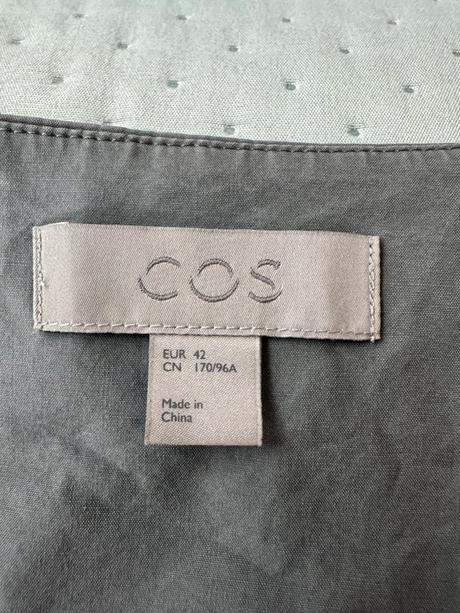 COS
EUR 42
CN 170/96A
Made in
China